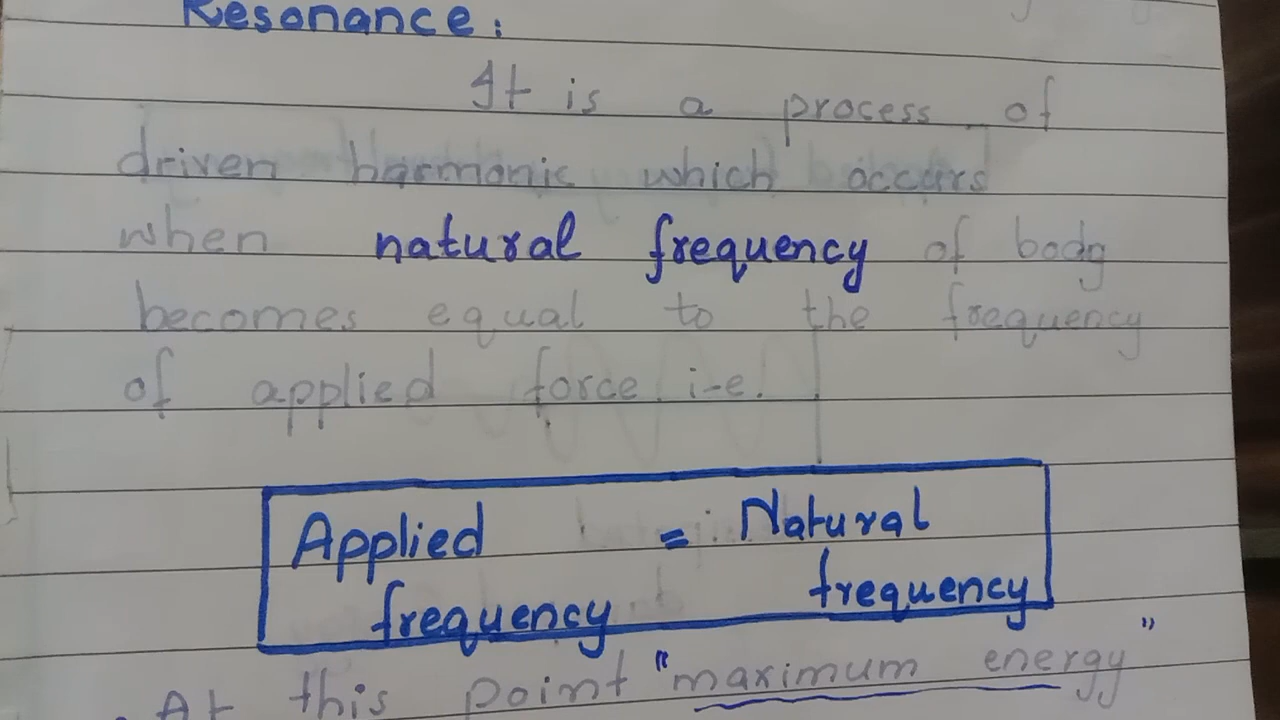 Resonance:
It is a process of
driven harmonic which occurs
when natural frequency of body
becomes equal to the frequency
of applied force i-e.
Applied = Natural
frequency frequency
At this point "maximum energy"